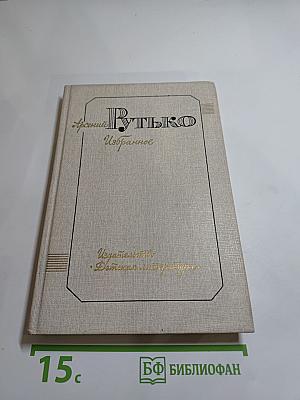 Арсений Рутько
Избранное
Издательство
«Детская литература»
15с
БФ БИБЛИОФАН